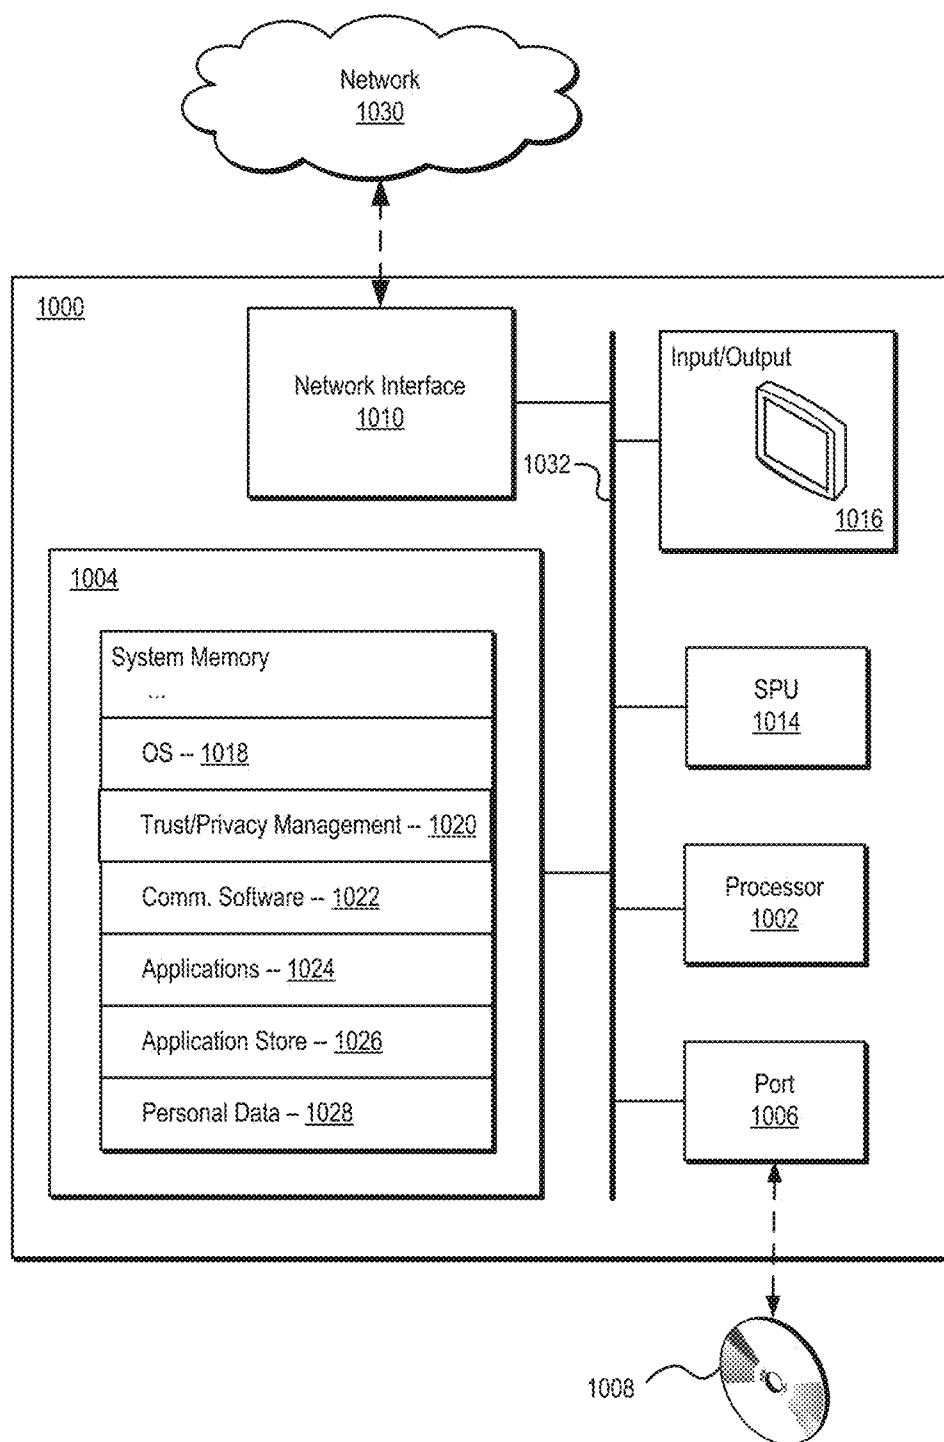 Network
1030
1000
Network Interface
1010
Input/Output
1016
1032
1004
System Memory
...
OS -- 1018
Trust/Privacy Management -- 1020
Comm. Software -- 1022
Applications -- 1024
Application Store -- 1026
Personal Data -- 1028
SPU
1014
Processor
1002
Port
1006
1008